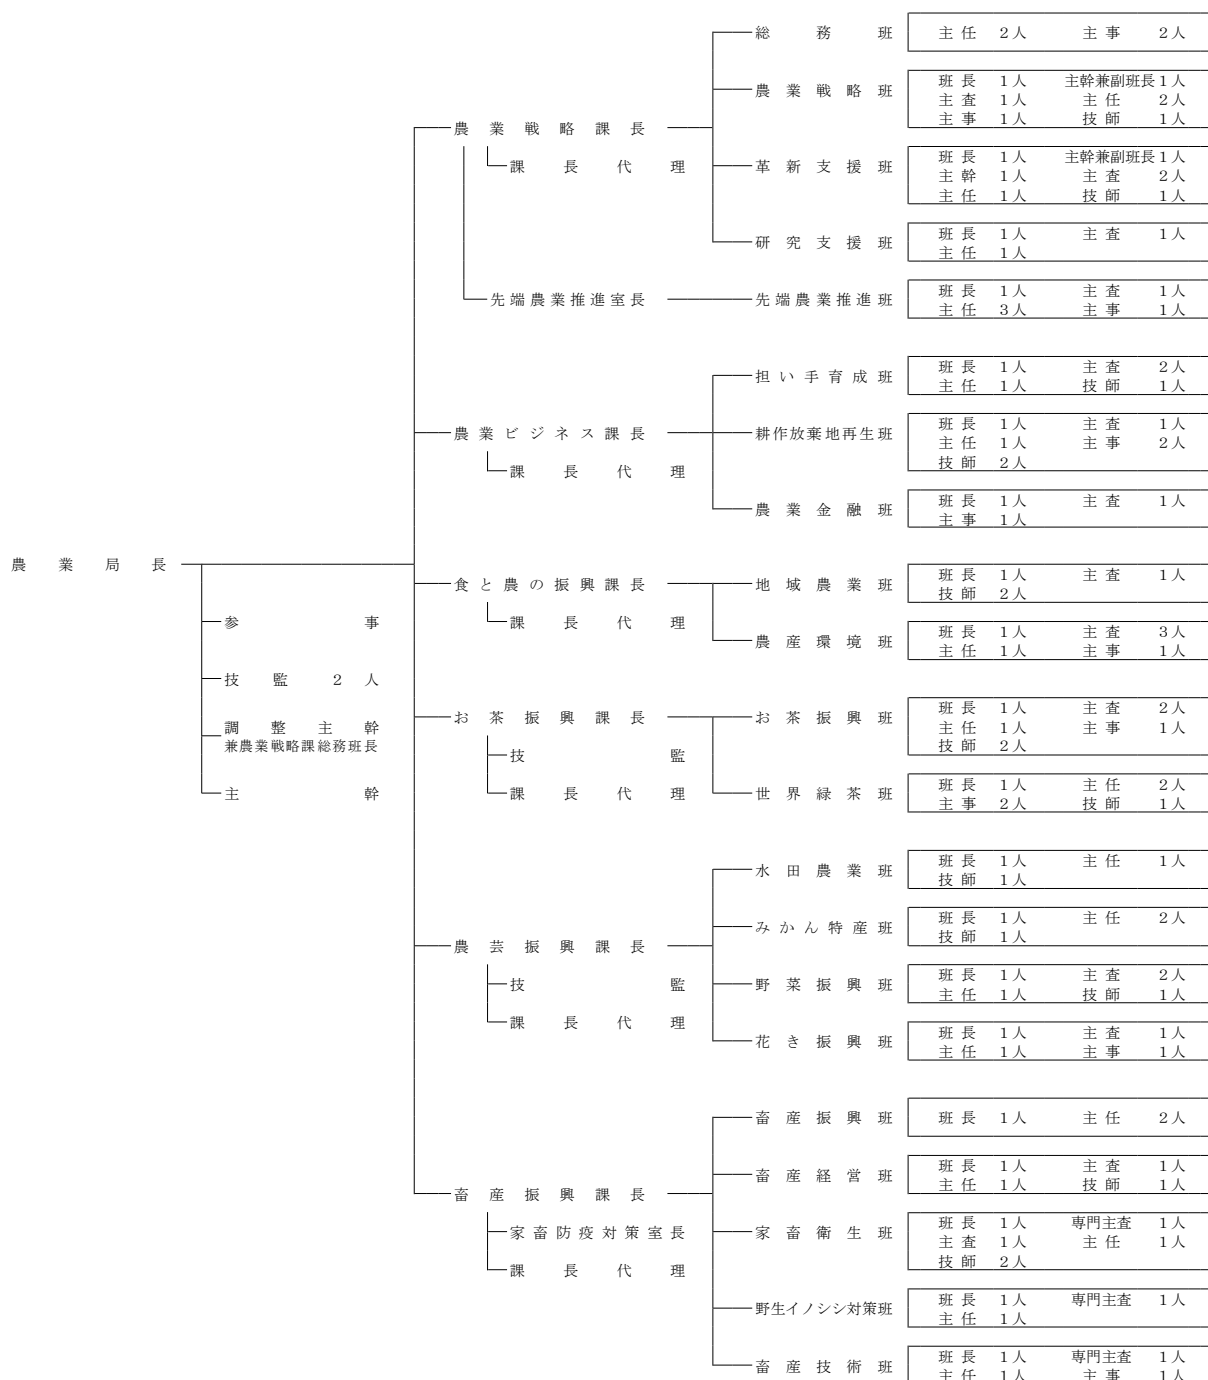 総務班 主任 2人 主事 2人
農業戦略班 班長 1人 主幹兼副班長 1人
主査 1人 主任 2人
主事 1人 技師 1人
農業戦略課長
課長代理
革新支援班 班長 1人 主幹兼副班長 1人
主幹 1人 主査 2人
主任 1人 技師 1人
研究支援班 班長 1人 主査 1人
主任 1人
先端農業推進室長 先端農業推進班 班長 1人 主査 1人
主任 3人 主事 1人
担い手育成班 班長 1人 主査 2人
主任 1人 技師 1人
農業ビジネス課長 耕作放棄地再生班 班長 1人 主査 1人
主任 1人 主事 2人
技師 2人
課長代理
農業金融班 班長 1人 主査 1人
主事 1人
農業局長
食と農の振興課長 地域農業班 班長 1人 主査 1人
技師 2人
参事
課長代理
農産環境班 班長 1人 主査 3人
主任 1人 主事 1人
技監 2人
調整主幹
兼農業戦略課総務班長
お茶振興課長 お茶振興班 班長 1人 主査 2人
主任 1人 主事 1人
技師 2人
技監
主幹
課長代理
世界緑茶班 班長 1人 主任 2人
主事 2人 技師 1人
水田農業班 班長 1人 主任 1人
技師 1人
みかん特産班 班長 1人 主任 2人
技師 1人
農芸振興課長
技監
野菜振興班 班長 1人 主査 2人
主任 1人 技師 1人
課長代理
花き振興班 班長 1人 主査 1人
主任 1人 主事 1人
畜産振興班 班長 1人 主任 2人
畜産経営班 班長 1人 主査 1人
主任 1人 技師 1人
畜産振興課長
家畜防疫対策室長
家畜衛生班 班長 1人 専門主査 1人
主査 1人 主任 1人
技師 2人
課長代理
野生イノシシ対策班 班長 1人 専門主査 1人
主任 1人
畜産技術班 班長 1人 専門主査 1人
主任 1人 主事 1人